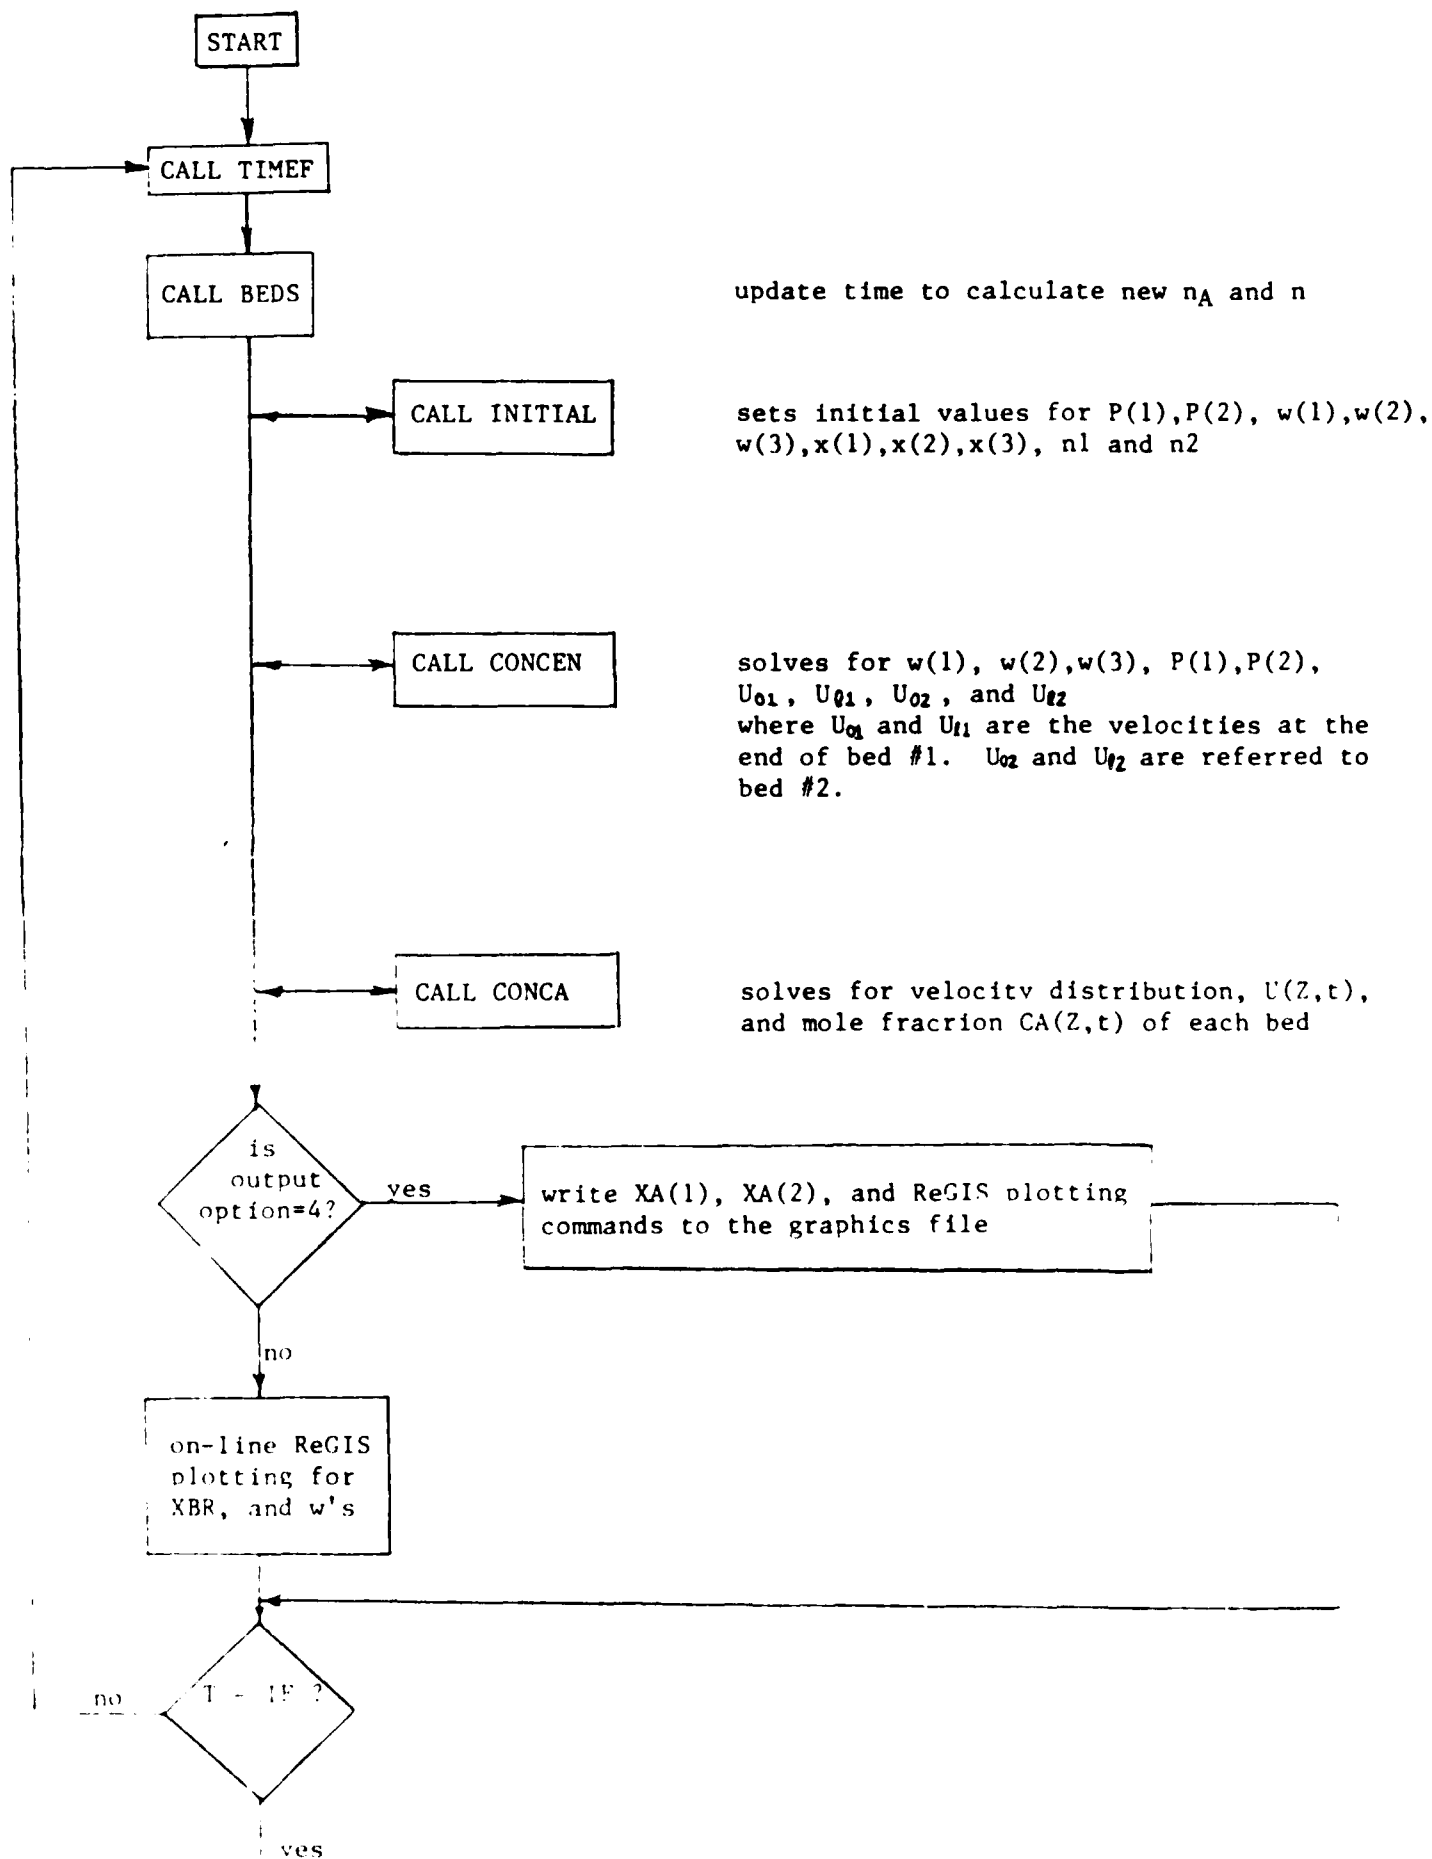 START
CALL TIMEF
CALL BEDS
update time to calculate new nA and n
CALL INITIAL
sets initial values for P(1),P(2), w(1),w(2),
w(3),x(1),x(2),x(3), n1 and n2
CALL CONCEN
solves for w(1), w(2),w(3), P(1),P(2),
U01, Uℓ1, U02, and Uℓ2
where U01 and Uℓ1 are the velocities at the
end of bed #1. U02 and Uℓ2 are referred to
bed #2.
CALL CONCA
solves for velocity distribution, U(Z,t),
and mole fracrion CA(Z,t) of each bed
is
output
option=4?
yes
write XA(1), XA(2), and ReGIS plotting
commands to the graphics file
no
on-line ReGIS
plotting for
XBR, and w's
no
T ?
yes